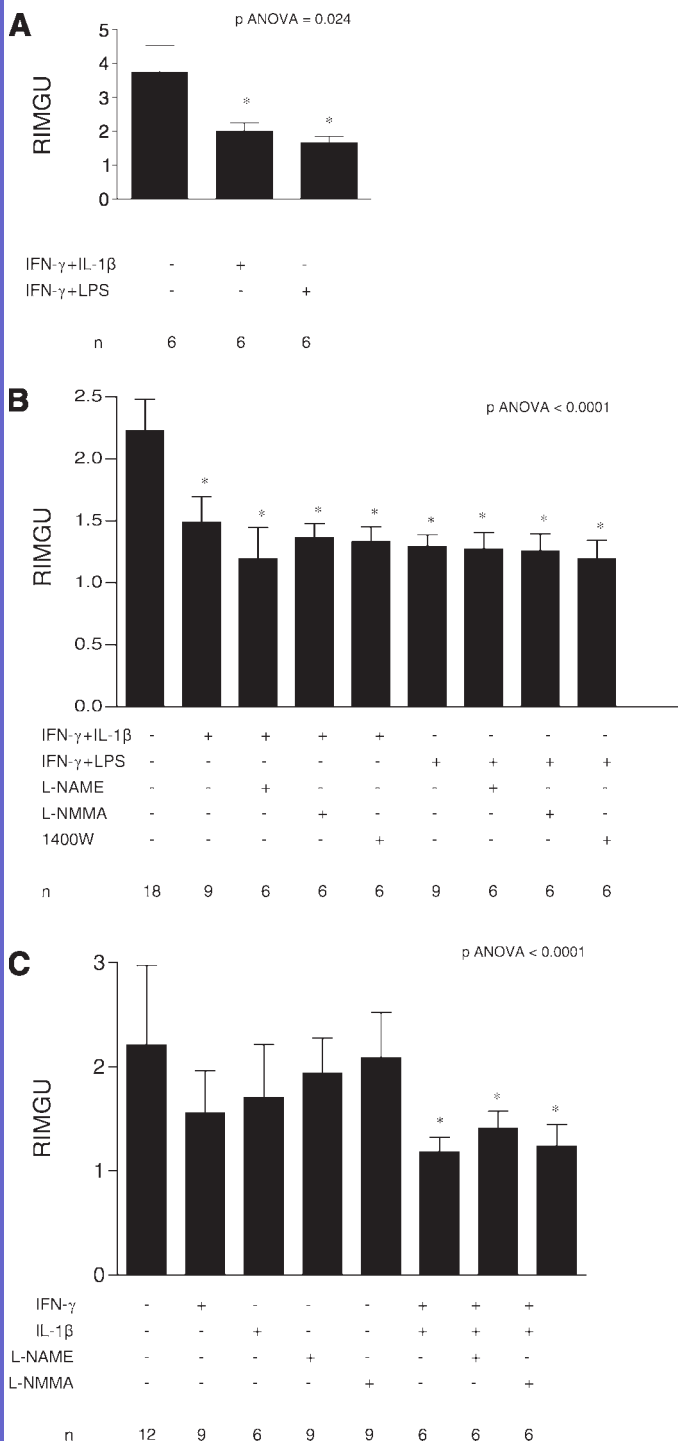 A
p ANOVA = 0.024
RIMGU
5
4
3
2
1
0
* *
IFN-γ+IL-1β - + -
IFN-γ+LPS - - +
n 6 6 6
B
p ANOVA < 0.0001
RIMGU
2.5
2.0
1.5
1.0
0.5
0.0
* * * * * * * *
IFN-γ+IL-1β - + + + + - - - -
IFN-γ+LPS - - - - - + + + +
L-NAME - - + - - - + - -
L-NMMA - - - + - - - + -
1400W - - - - + - - - +
n 18 9 6 6 6 9 6 6 6
C
p ANOVA < 0.0001
RIMGU
3
2
1
0
* * *
IFN-γ - + - - - + + +
IL-1β - - + - - + + +
L-NAME - - - + - - + -
L-NMMA - - - - + - - +
n 12 9 6 9 9 6 6 6